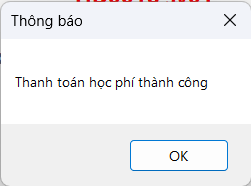 Thông báo
Thanh toán học phí thành công
OK